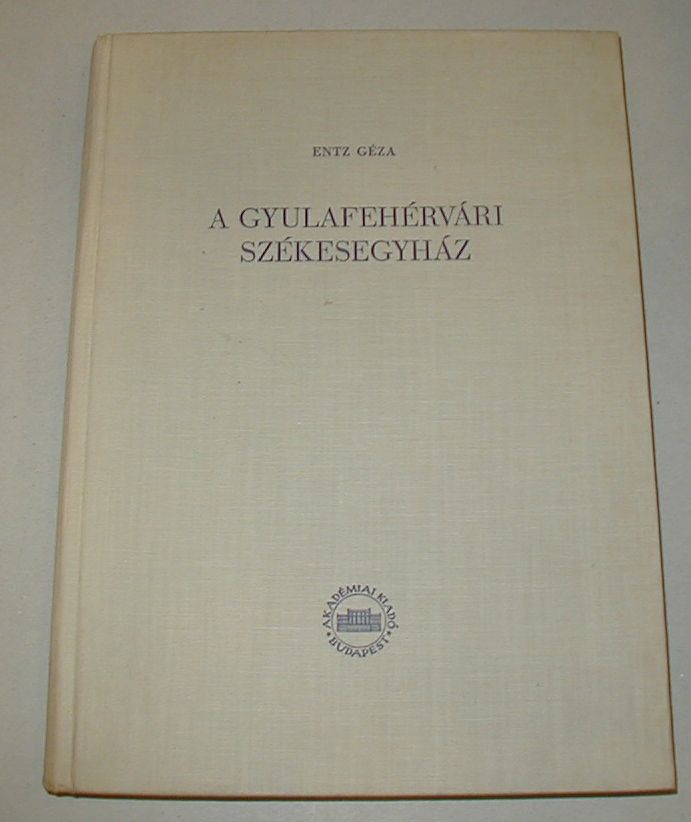 ENTZ GÉZA
A GYULAFEHÉRVÁRI
SZÉKESEGYHÁZ
AKADÉMIAI KIADÓ
BUDAPEST